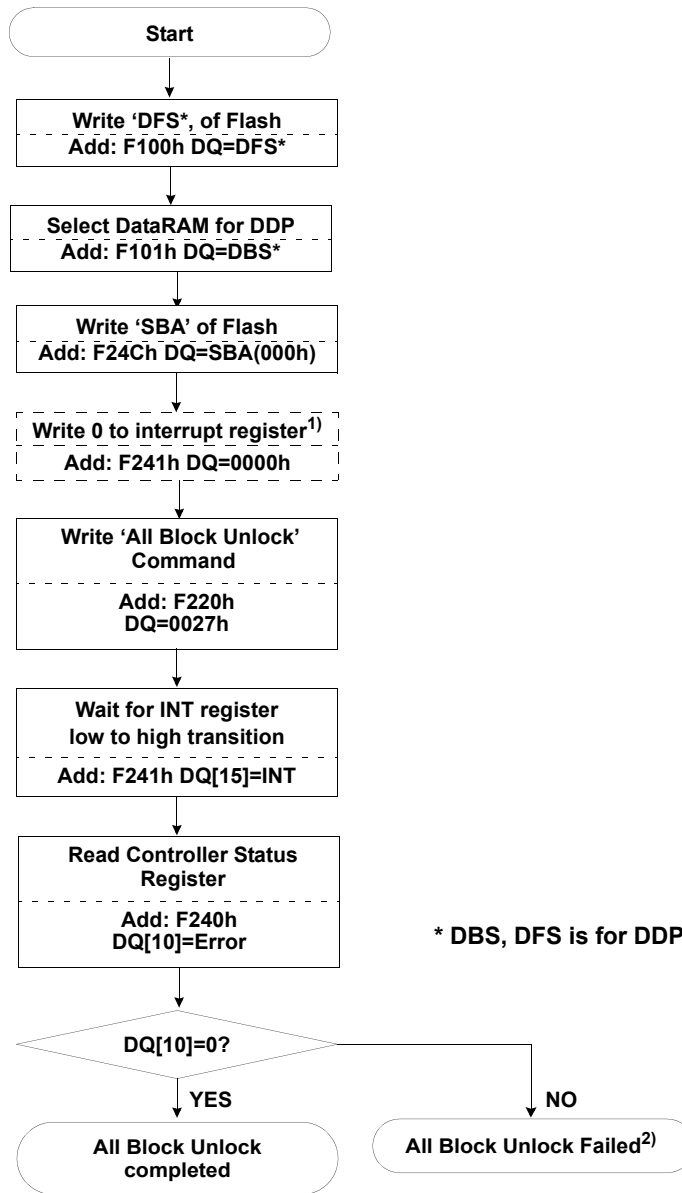 Start
Write ‘DFS*, of Flash
Add: F100h DQ=DFS*
Select DataRAM for DDP
Add: F101h DQ=DBS*
Write ‘SBA’ of Flash
Add: F24Ch DQ=SBA(000h)
Write 0 to interrupt register1)
Add: F241h DQ=0000h
Write ‘All Block Unlock’
Command
Add: F220h
DQ=0027h
Wait for INT register
low to high transition
Add: F241h DQ[15]=INT
Read Controller Status
Register
Add: F240h
DQ[10]=Error
* DBS, DFS is for DDP
DQ[10]=0?
YES
NO
All Block Unlock
completed
All Block Unlock Failed2)